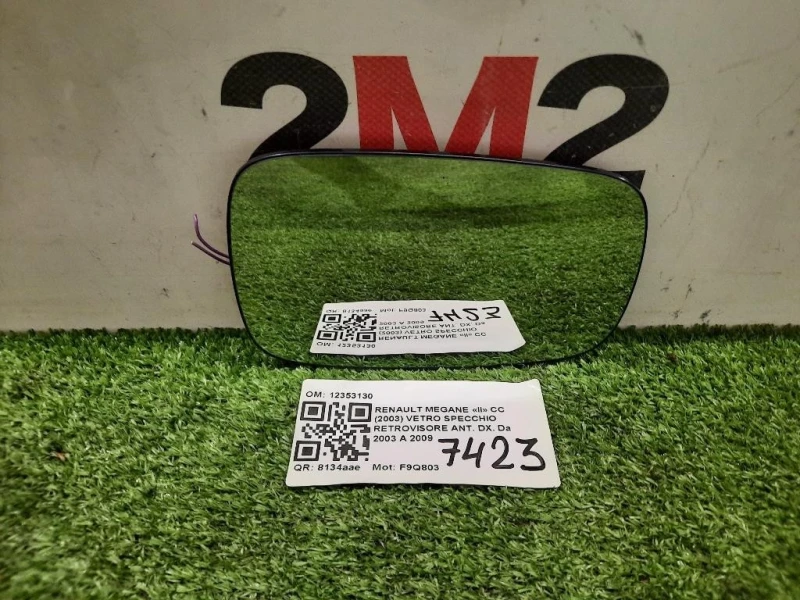 2M2
OM: 12353130
RENAULT MEGANE «II» CC
(2003) VETRO SPECCHIO
RETROVISORE ANT. DX. Da
2003 A 2009
7423
QR: 8134aae Mot: F9Q803